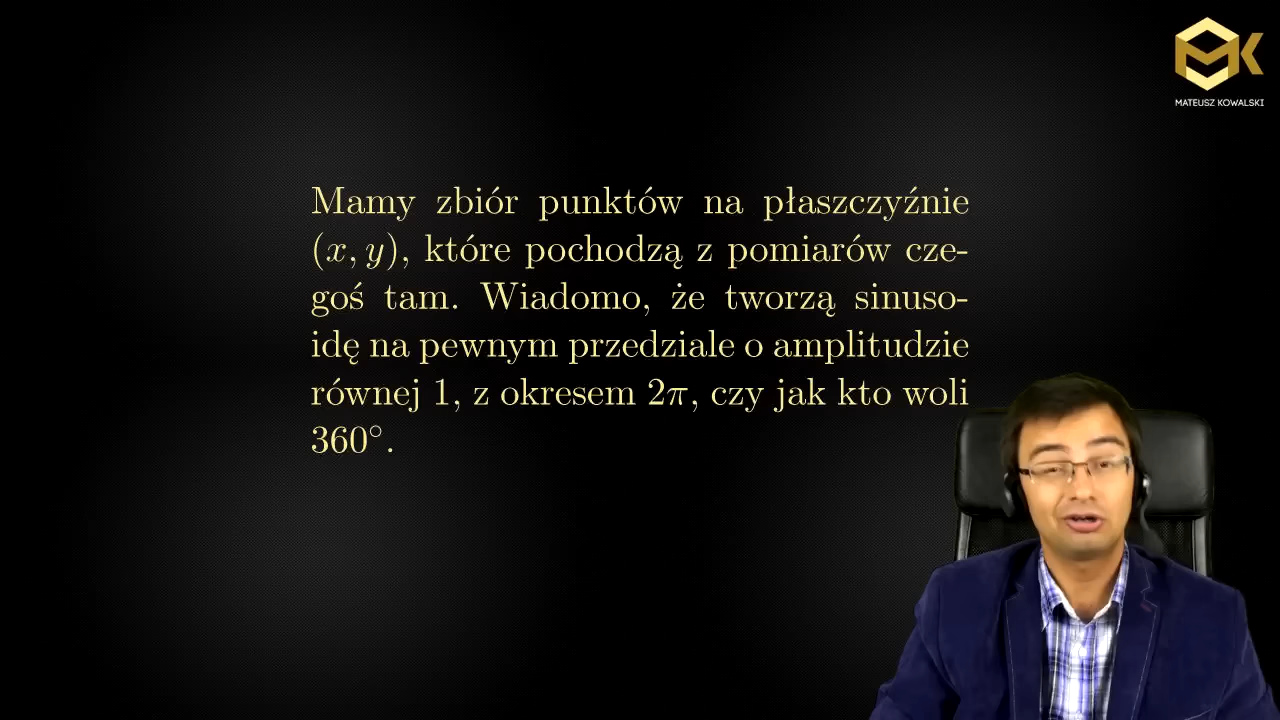 MATEUSZ KOWALSKI
Mamy zbiór punktów na płaszczyźnie
(x, y), które pochodzą z pomiarów cze-
goś tam. Wiadomo, że tworzą sinuso-
idę na pewnym przedziale o amplitudzie
równej 1, z okresem 2π, czy jak kto woli
360°.